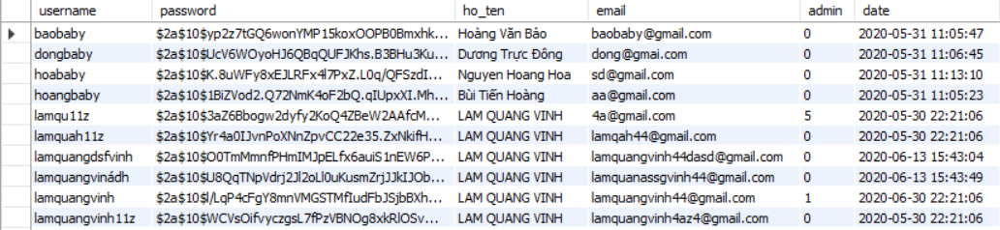 username password ho_ten email admin date
baobaby $2a$10$yp2z7tGQ6wonYMP15koxOOPB0Bmxhk... Hoàng Văn Bảo baobaby@gmail.com 0 2020-05-31 11:05:47
dongbaby $2a$10$UcV6WOyoHJ6QBqQUFJKhs.B3BHu3Ku... Dương Trực Đông dong@gmai.com 0 2020-05-31 11:06:45
hoababy $2a$10$K.8uWFy8xEJLRFx4l7PxZ.L0q/QFSzdI... Nguyen Hoang Hoa sd@gmail.com 0 2020-05-31 11:13:10
hoangbaby $2a$10$1BiZVod2.Q72NmK4oF2bQ.qIUpxXI.Mh... Bùi Tiến Hoàng aa@gmail.com 0 2020-05-31 11:05:23
lamqu11z $2a$10$3aZ6Bbogw2dyfy2KoQ4ZBeW2AAfcM... LAM QUANG VINH 4a@gmail.com 5 2020-05-30 22:21:06
lamquah11z $2a$10$Yr4a0IJvnPoXNnZpvCC22e35.ZxNkifH... LAM QUANG VINH lamqah44@gmail.com 0 2020-05-30 22:21:06
lamquangdsfvinh $2a$10$O0TmMmnfPHmIMJpELfx6auiS1nEW6P... LAM QUANG VINH lamquangvinh44dasd@gmail.com 0 2020-06-13 15:43:04
lamquangvinádh $2a$10$U8QqTNpVdrj2Jl2oLl0uKusmZrjJJkIJOb... LAM QUANG VINH lamquanassgvinh44@gmail.com 0 2020-06-13 15:43:49
lamquangvinh $2a$10$l/LqP4cFgY8mnVMGSTMfIudFbJSjbBXh... LAM QUANG VINH lamquangvinh44@gmail.com 1 2020-06-30 22:21:06
lamquangvinh11z $2a$10$WCVsOifvyczgsL7fPzVBNOg8xkRlOSv... LAM QUANG VINH lamquangvinh4az4@gmail.com 0 2020-05-30 22:21:06